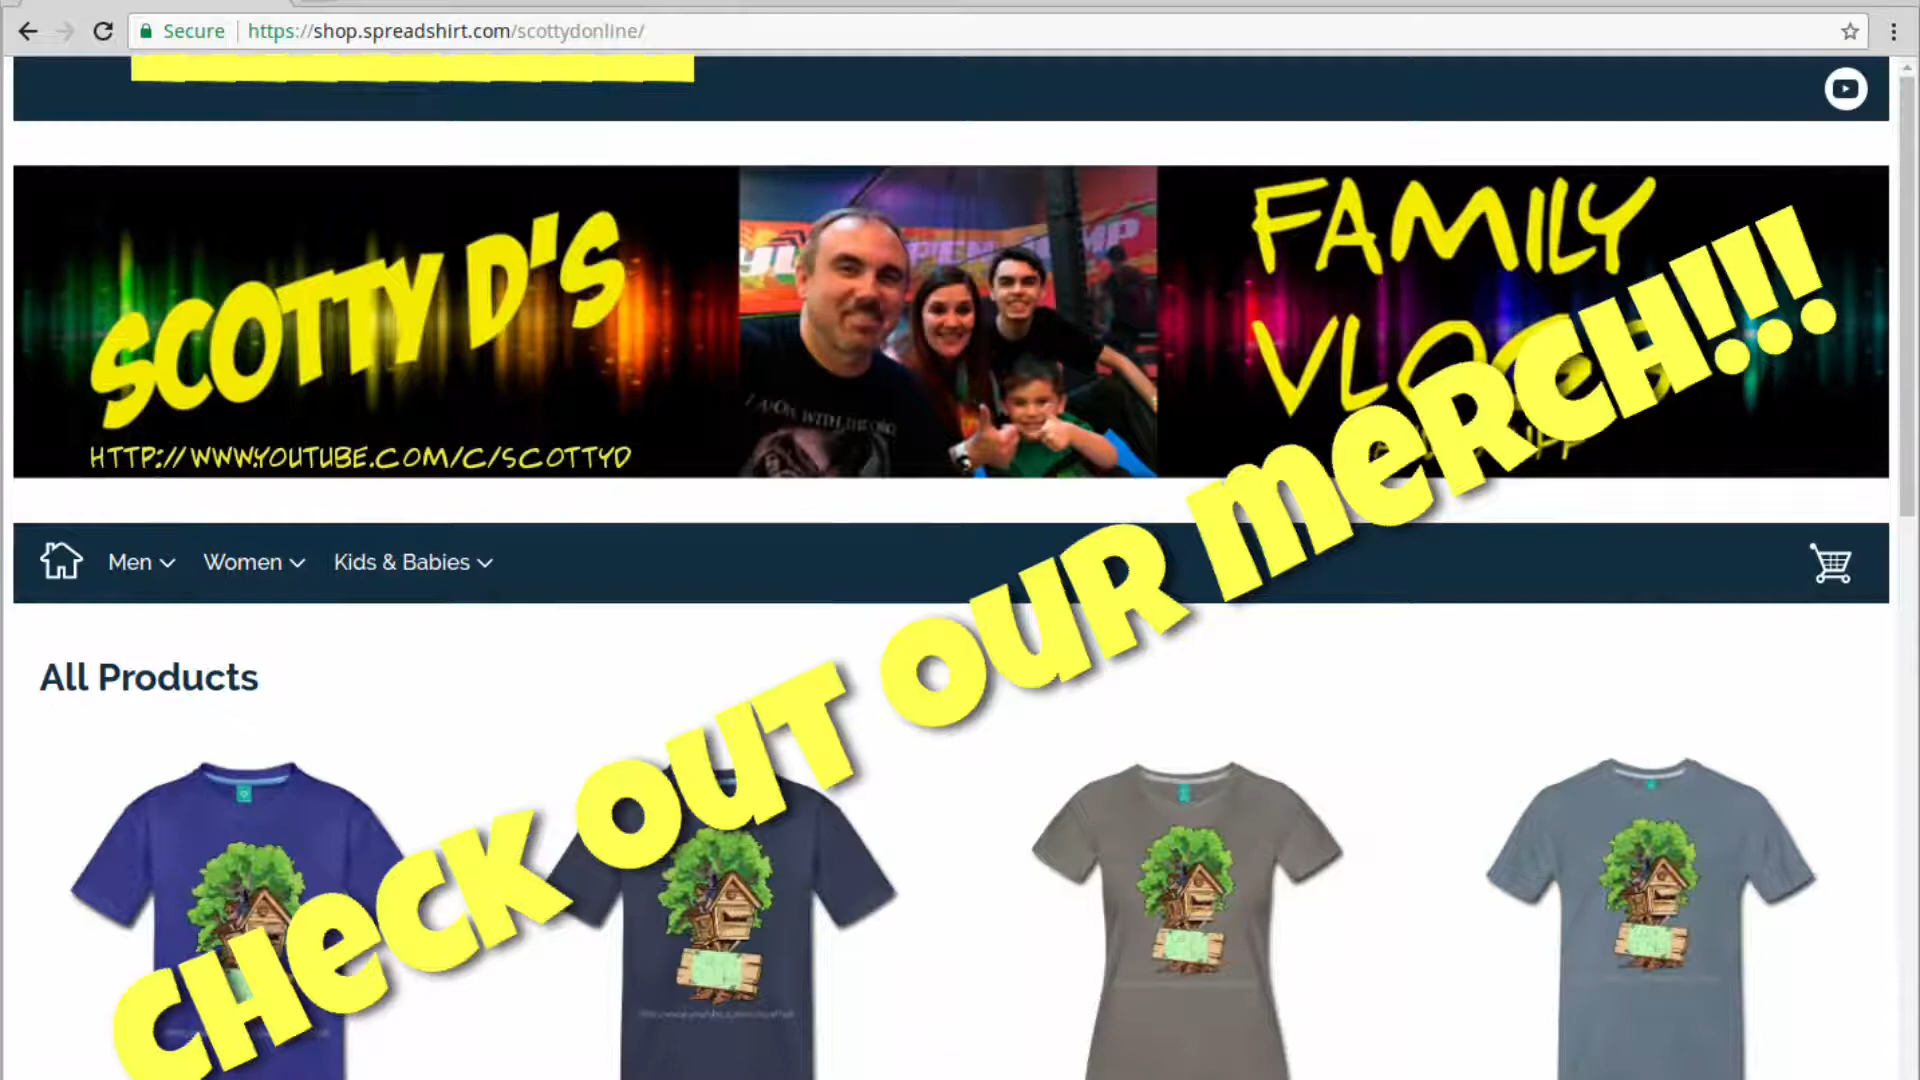 Secure https://shop.spreadshirt.com/scottydonline/
SCOTTY D'S
HTTP://WWW.YOUTUBE.COM/C/SCOTTYD
FAMILY
VLOGS
CHECK OUT OUR MERCH!!!
Men Women Kids & Babies
All Products